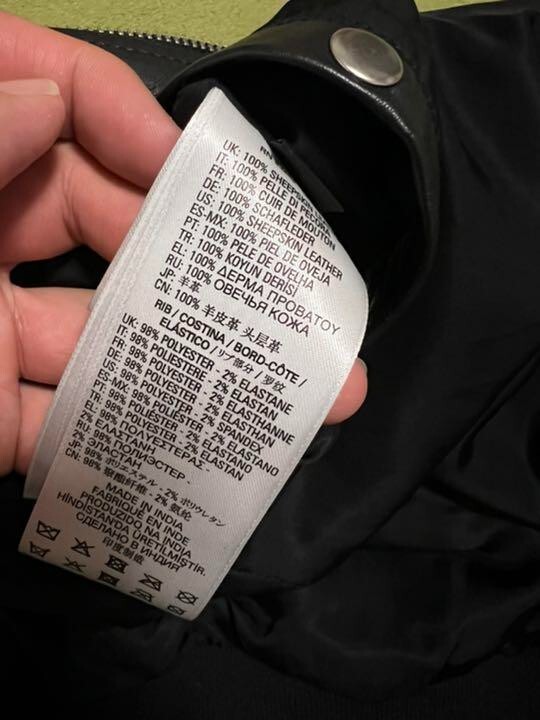 RN
UK: 100% SHEEPSKIN
IT: 100% PELLE DI
FR: 100% CUIR DE MOUTON
DE: 100% SCHAFLEDER
US: 100% SHEEPSKIN LEATHER
ES-MX: 100% PIEL DE OVEJA
PT: 100% PELE DE OVELHA
TR: 100% KOYUN DERİSİ
EL: 100% ΔΕΡΜΑ ΠΡΟΒΑΤΟΥ
RU: 100% ОВЕЧЬЯ КОЖА
JP: 羊革
CN: 100% 羊皮革 头层革
RIB / COSTINA / BORD-CÔTE /
ELÁSTICO / リブ部分 / 罗纹
UK: 98% POLYESTER - 2% ELASTANE
IT: 98% POLIESTERE - 2% ELASTAN
FR: 98% POLYESTER - 2% ELASTHANNE
DE: 98% POLYESTER - 2% ELASTHAN
US: 98% POLYESTER - 2% SPANDEX
ES-MX: 98% POLIÉSTER - 2% ELASTANO
PT: 98% POLIÉSTER - 2% ELASTANO
TR: 98% POLYESTER - 2% ELASTAN
EL: 98% ΠΟΛΥΕΣΤΕΡΑΣ -
2% ΕΛΑΣΤΑΝΗ
RU: 98% ПОЛИЭСТЕР -
2% ЭЛАСТАН
JP: 98% ポリエステル - 2% ポリウレタン
CN: 98% 聚酯纤维 - 2% 氨纶
MADE IN INDIA
FABRIQUÉ EN INDE
PRODUZIDO NA INDIA
HİNDİSTAN'DA ÜRETİLMİŞTİR.
СДЕЛАНО В ИНДИИ
印度制造